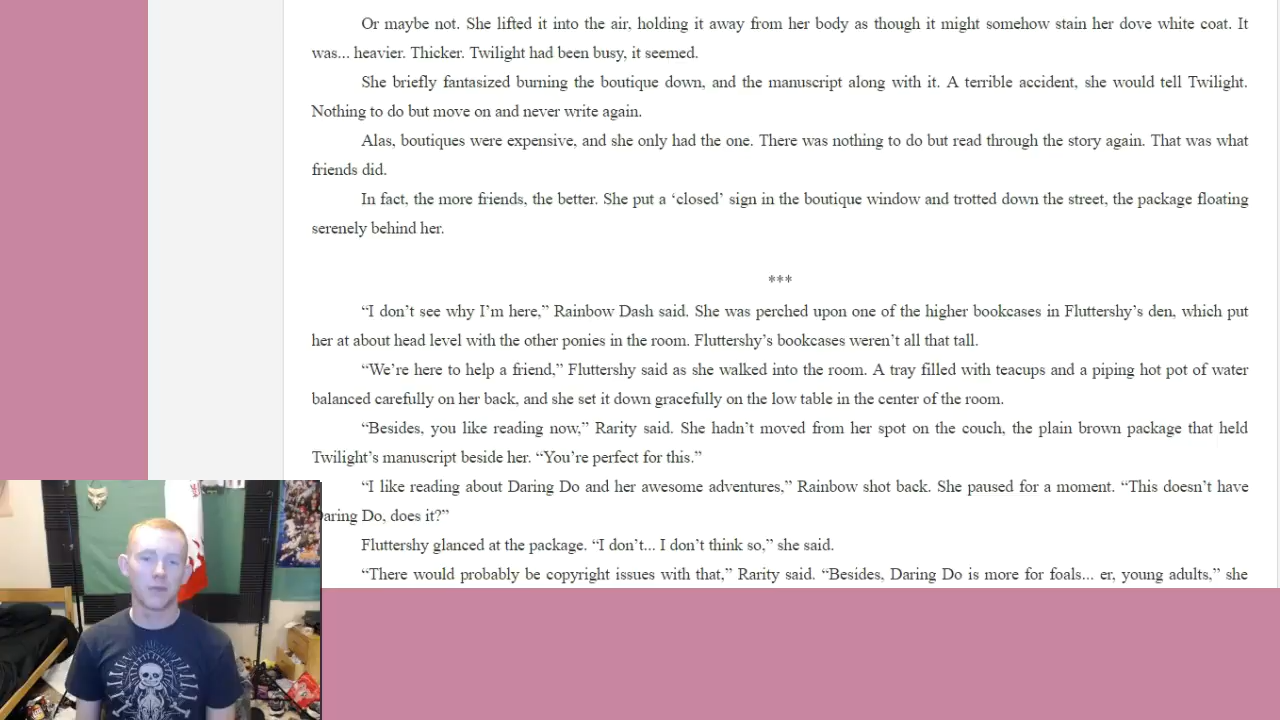 Or maybe not. She lifted it into the air, holding it away from her body as though it might somehow stain her dove white coat. It
was... heavier. Thicker. Twilight had been busy, it seemed.
She briefly fantasized burning the boutique down, and the manuscript along with it. A terrible accident, she would tell Twilight.
Nothing to do but move on and never write again.
Alas, boutiques were expensive, and she only had the one. There was nothing to do but read through the story again. That was what
friends did.
In fact, the more friends, the better. She put a ‘closed’ sign in the boutique window and trotted down the street, the package floating
serenely behind her.
***
“I don’t see why I’m here,” Rainbow Dash said. She was perched upon one of the higher bookcases in Fluttershy’s den, which put
her at about head level with the other ponies in the room. Fluttershy’s bookcases weren’t all that tall.
“We’re here to help a friend,” Fluttershy said as she walked into the room. A tray filled with teacups and a piping hot pot of water
balanced carefully on her back, and she set it down gracefully on the low table in the center of the room.
“Besides, you like reading now,” Rarity said. She hadn’t moved from her spot on the couch, the plain brown package that held
Twilight’s manuscript beside her. “You’re perfect for this.”
“I like reading about Daring Do and her awesome adventures,” Rainbow shot back. She paused for a moment. “This doesn’t have
Daring Do, does it?”
Fluttershy glanced at the package. “I don’t... I don’t think so,” she said.
“There would probably be copyright issues with that,” Rarity said. “Besides, Daring Do is more for foals... er, young adults,” she